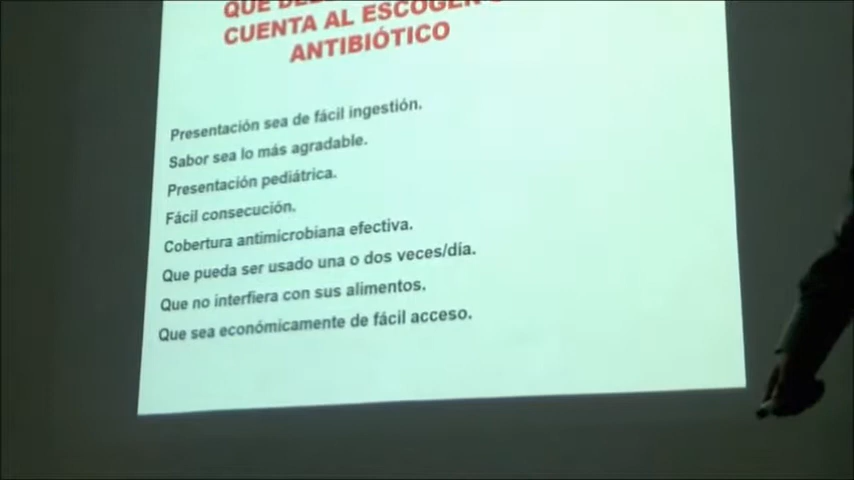 QUE
CUENTA AL ESCOGER
ANTIBIÓTICO
Presentación sea de fácil ingestión.
Sabor sea lo más agradable.
Presentación pediátrica.
Fácil consecución.
Cobertura antimicrobiana efectiva.
Que pueda ser usado una o dos veces/día.
Que no interfiera con sus alimentos.
Que sea económicamente de fácil acceso.